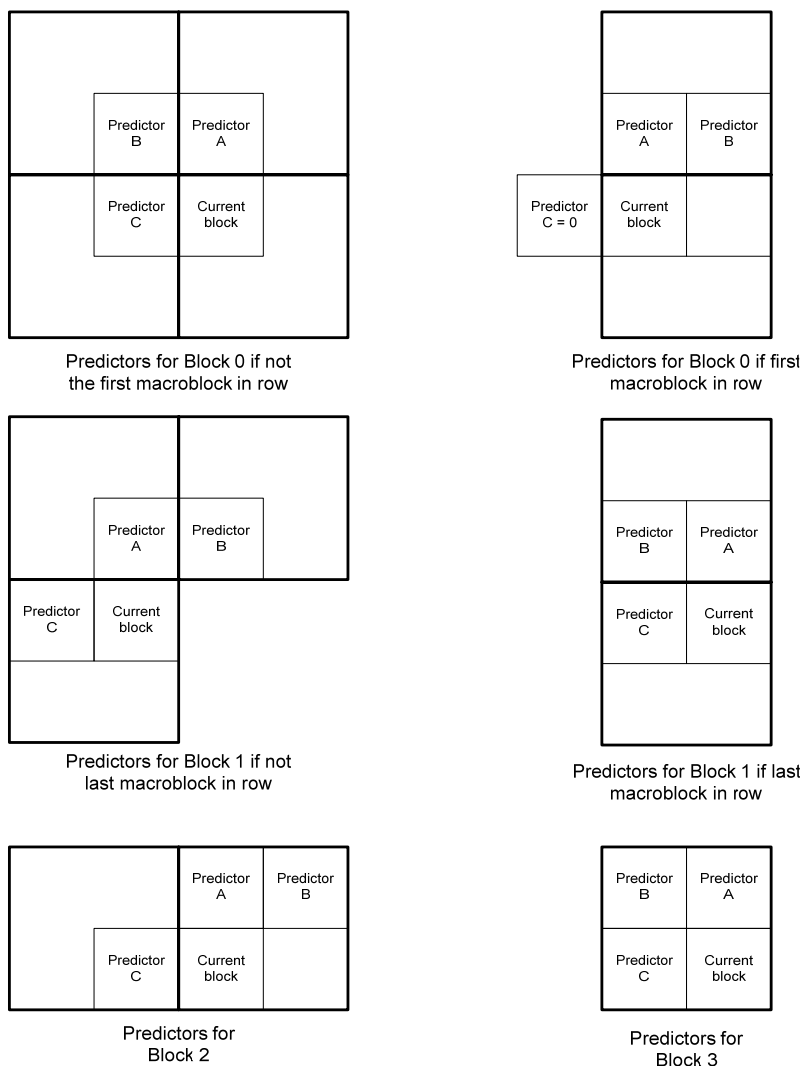 Predictor
B
Predictor
A
Predictor
C
Current
block
Predictors for Block 0 if not
the first macroblock in row
Predictor
A
Predictor
B
Predictor
C = 0
Current
block
Predictors for Block 0 if first
macroblock in row
Predictor
A
Predictor
B
Predictor
C
Current
block
Predictors for Block 1 if not
last macroblock in row
Predictor
B
Predictor
A
Predictor
C
Current
block
Predictors for Block 1 if last
macroblock in row
Predictor
A
Predictor
B
Predictor
C
Current
block
Predictors for
Block 2
Predictor
B
Predictor
A
Predictor
C
Current
block
Predictors for
Block 3